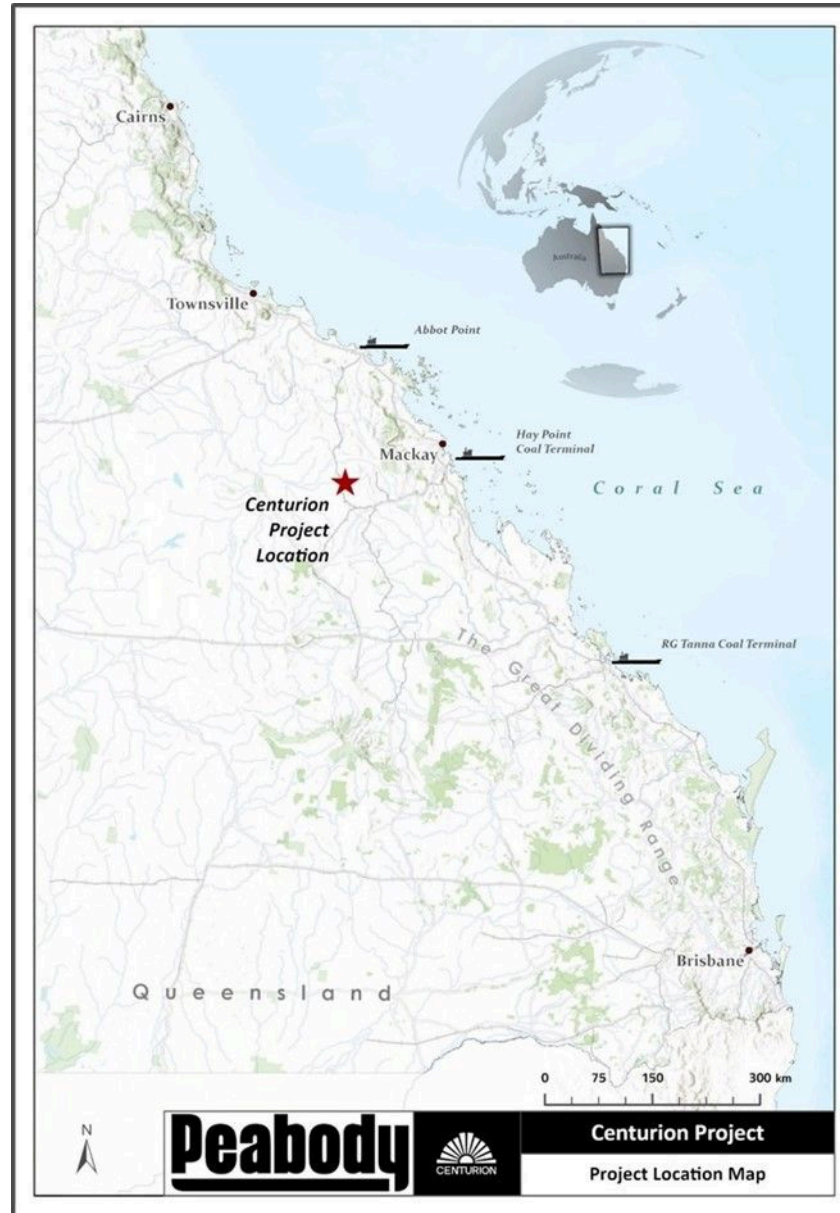 Cairns
Townsville
Abbot Point
Australia
Hay Point
Coal Terminal
Mackay
Coral Sea
Centurion
Project
Location
RG Tanna Coal Terminal
The Great Dividing Range
Brisbane
Queensland
0 75 150 300 km
N
Peabody
CENTURION
Centurion Project
Project Location Map